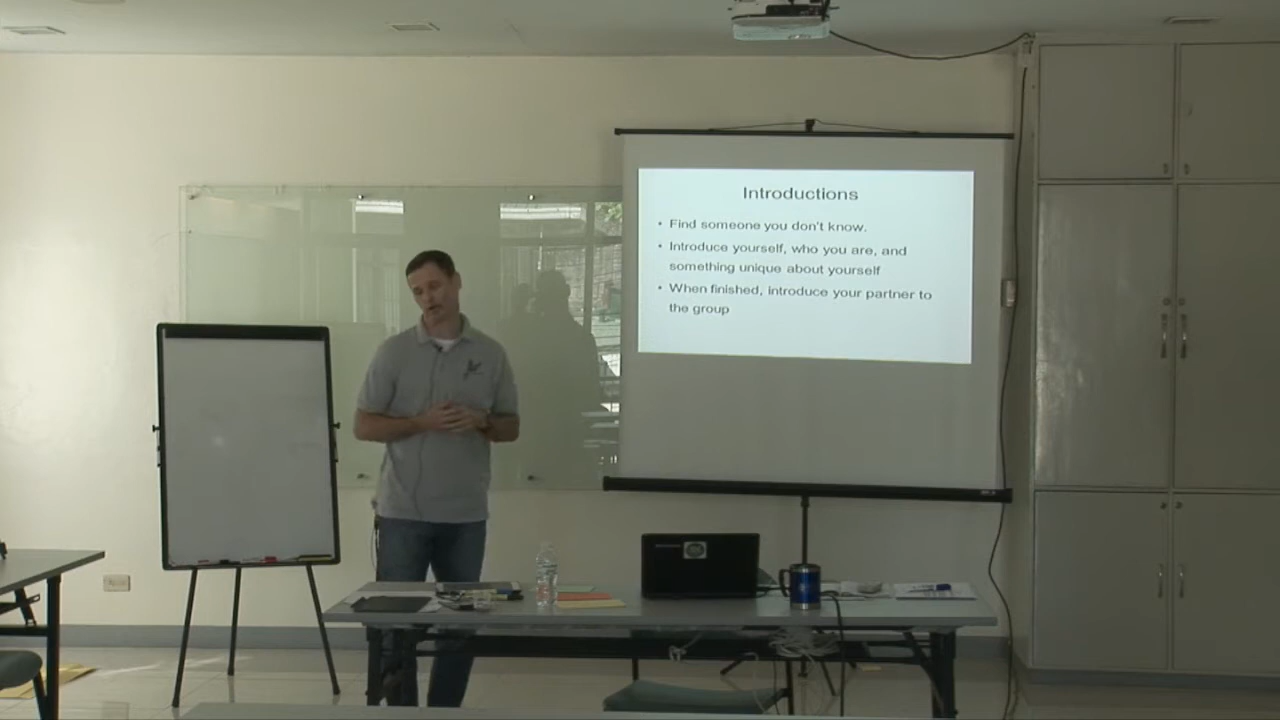 Introductions
• Find someone you don't know.
• Introduce yourself, who you are, and
something unique about yourself
• When finished, introduce your partner to
the group